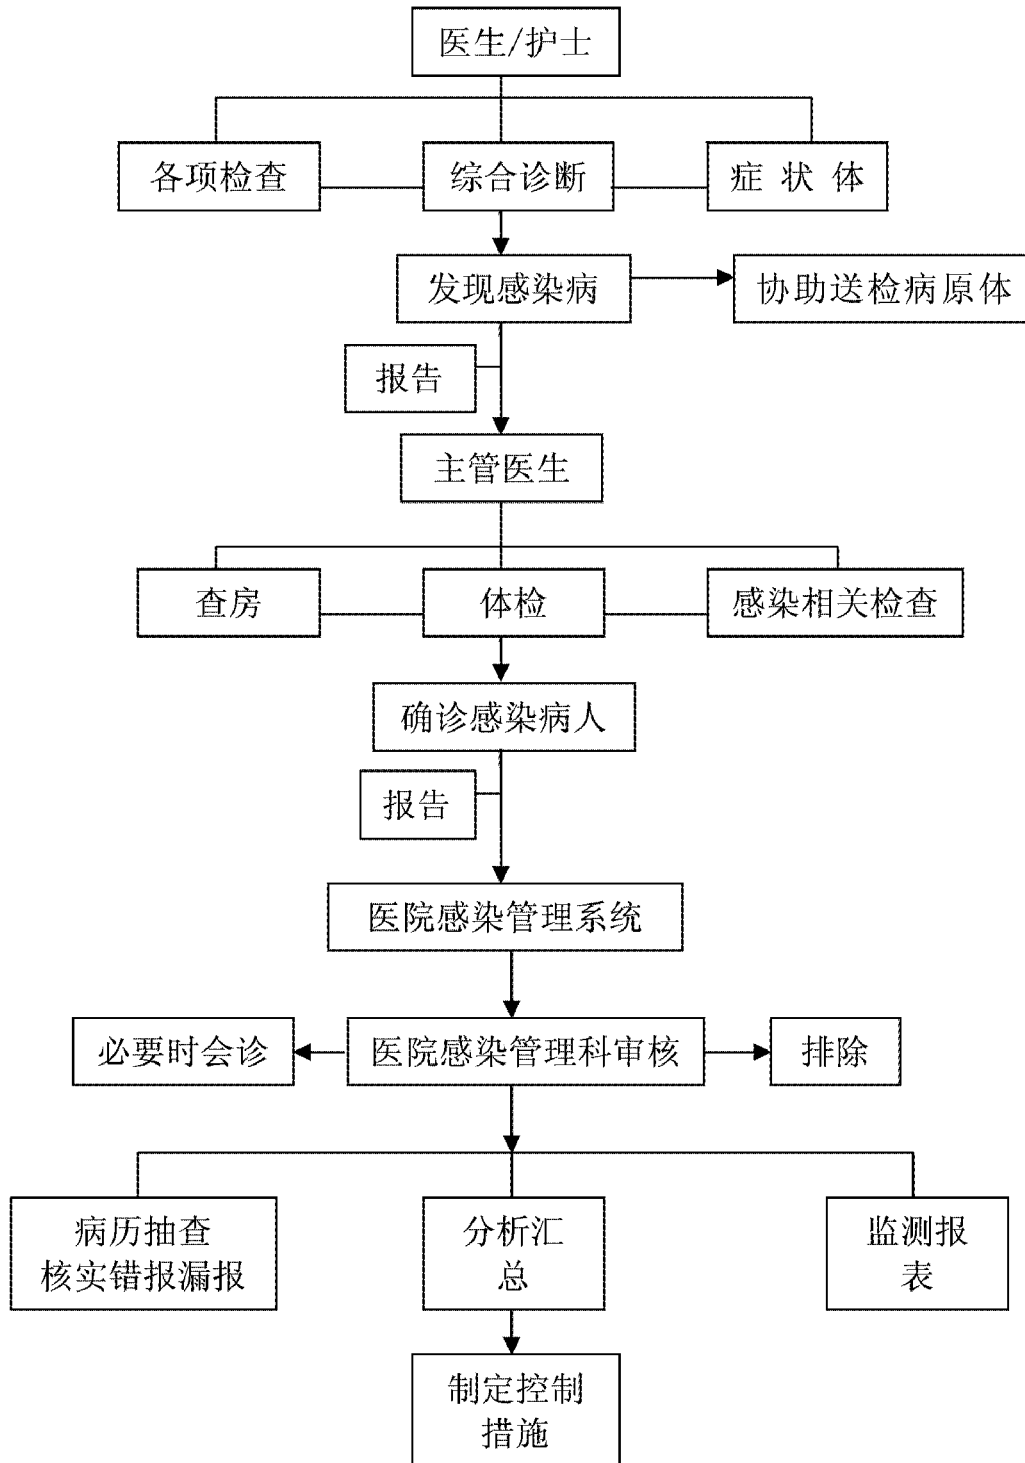 医生/护士
各项检查
综合诊断
症 状 体
发现感染病
协助送检病原体
报告
主管医生
查房
体检
感染相关检查
确诊感染病人
报告
医院感染管理系统
必要时会诊
医院感染管理科审核
排除
病历抽查
核实错报漏报
分析汇
总
监测报
表
制定控制
措施